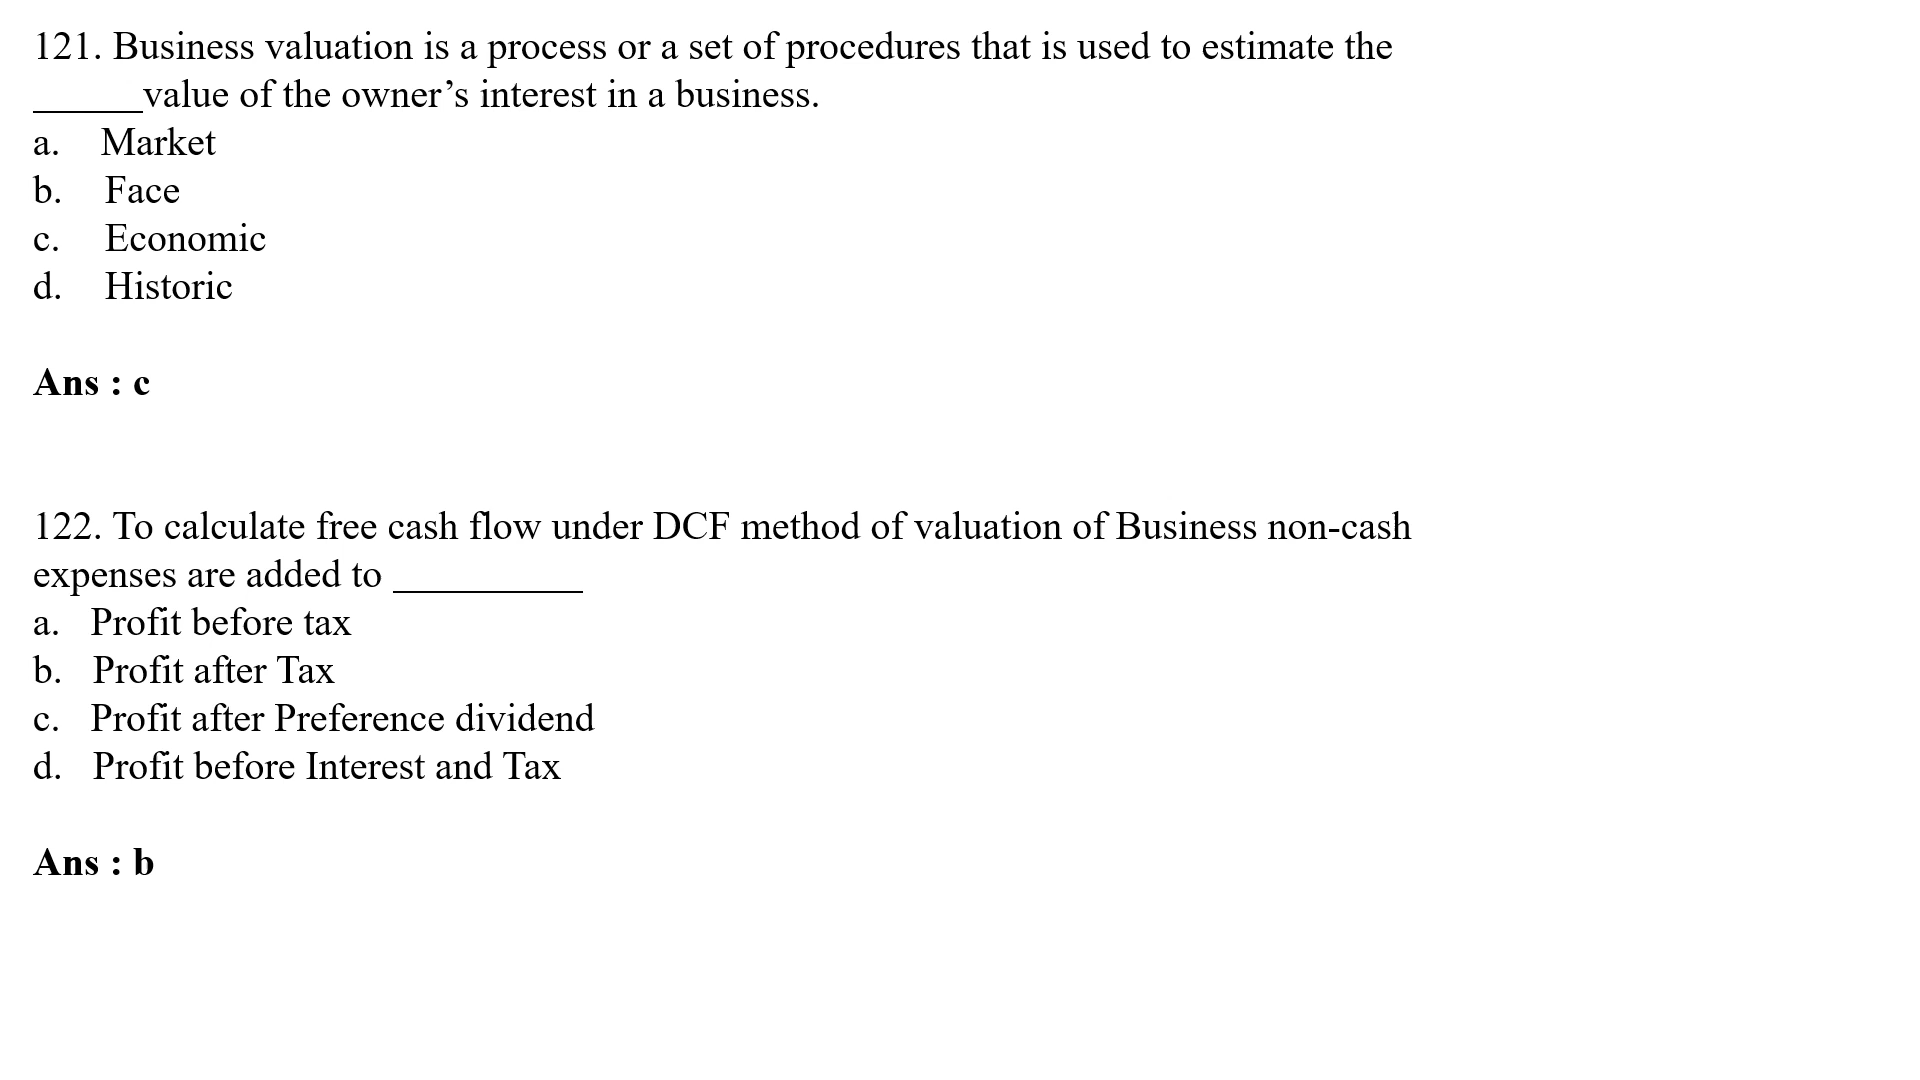 121. Business valuation is a process or a set of procedures that is used to estimate the
______value of the owner’s interest in a business.
a. Market
b. Face
c. Economic
d. Historic
Ans : c
122. To calculate free cash flow under DCF method of valuation of Business non-cash
expenses are added to __________
a. Profit before tax
b. Profit after Tax
c. Profit after Preference dividend
d. Profit before Interest and Tax
Ans : b